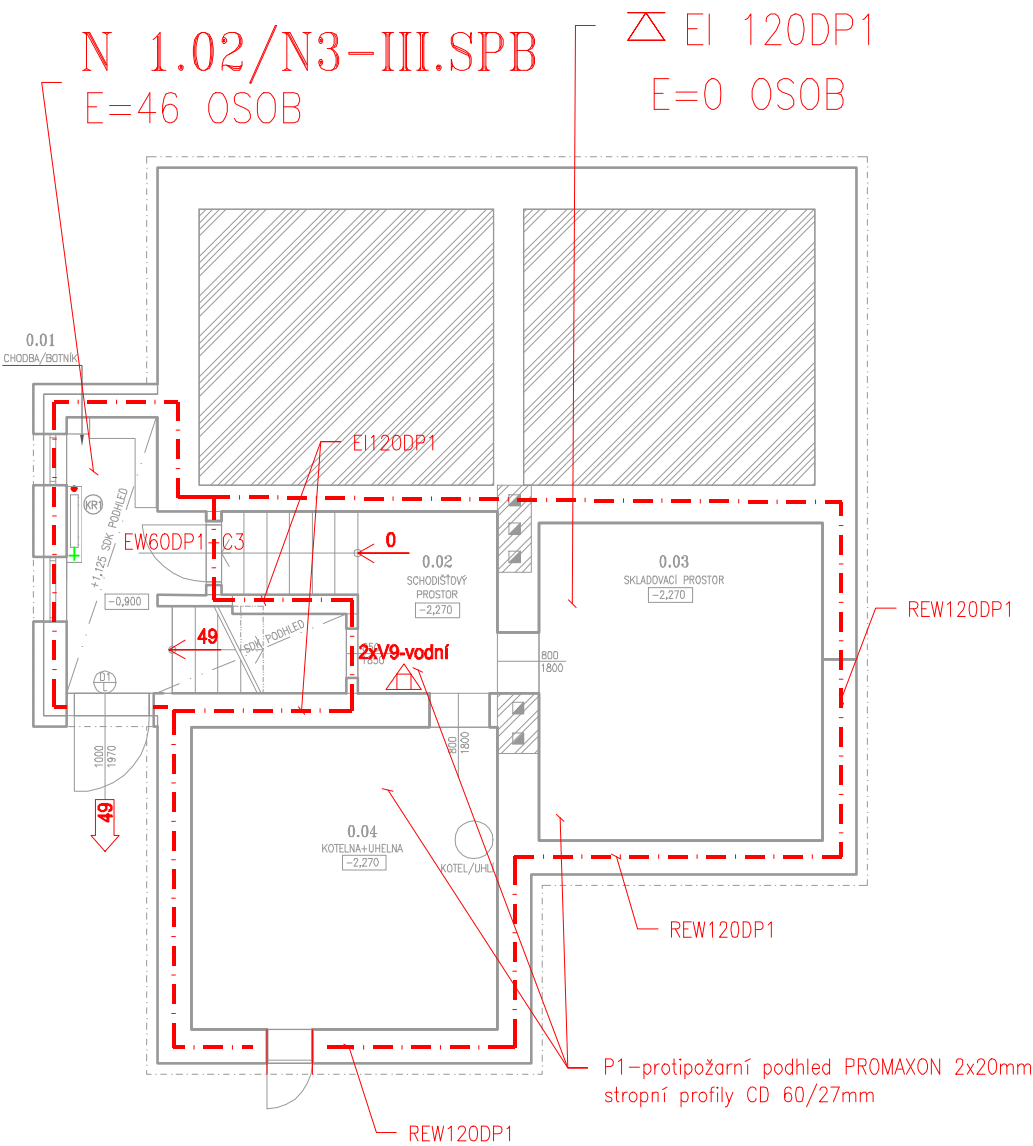 N 1.02/N3-III.SPB
E=46 OSOB
EI 120DP1
E=0 OSOB
0.01
CHODBA/BOTNÍK
EI120DP1
KR1
+1,125 SDK PODHLED
EW60DP1-C3
0
0.02
SCHODIŠŤOVÝ
PROSTOR
-2,270
0.03
SKLADOVACÍ PROSTOR
-2,270
-0,900
REW120DP1
49
SDK PODHLED
1850
2xV9-vodní
800
1800
D1
L
1000
1970
800
1800
49
0.04
KOTELNA+UHELNA
-2,270
KOTEL/UHLÍ
REW120DP1
P1-protipožarní podhled PROMAXON 2x20mm
stropní profily CD 60/27mm
REW120DP1